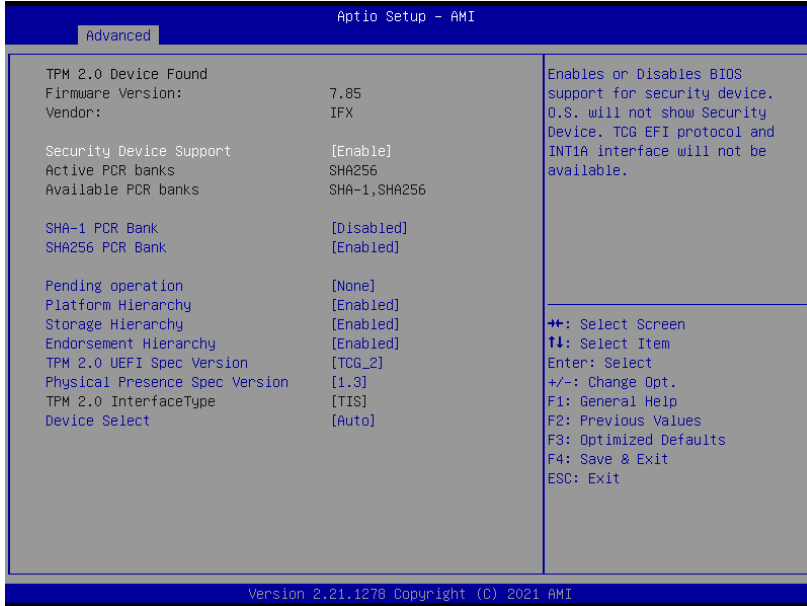 Aptio Setup - AMI
Advanced
TPM 2.0 Device Found
Firmware Version: 7.85
Vendor: IFX
Security Device Support [Enable]
Active PCR banks SHA256
Available PCR banks SHA-1,SHA256
SHA-1 PCR Bank [Disabled]
SHA256 PCR Bank [Enabled]
Pending operation [None]
Platform Hierarchy [Enabled]
Storage Hierarchy [Enabled]
Endorsement Hierarchy [Enabled]
TPM 2.0 UEFI Spec Version [TCG_2]
Physical Presence Spec Version [1.3]
TPM 2.0 InterfaceType [TIS]
Device Select [Auto]
Enables or Disables BIOS
support for security device.
O.S. will not show Security
Device. TCG EFI protocol and
INT1A interface will not be
available.
→←: Select Screen
↑↓: Select Item
Enter: Select
+/-: Change Opt.
F1: General Help
F2: Previous Values
F3: Optimized Defaults
F4: Save & Exit
ESC: Exit
Version 2.21.1278 Copyright (C) 2021 AMI